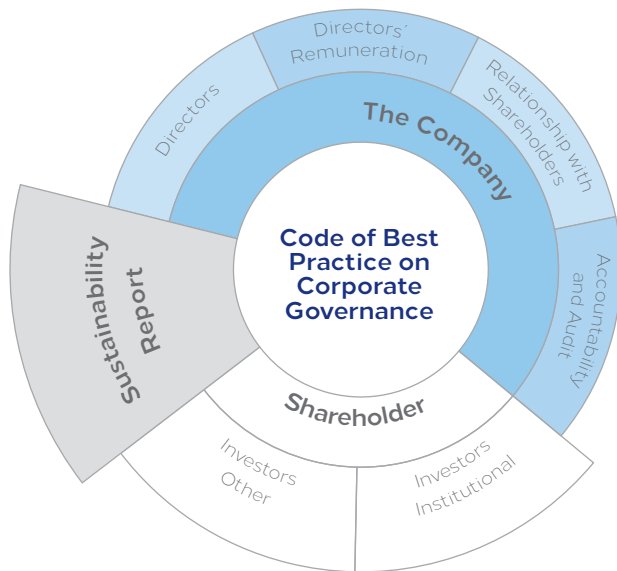 Directors´
Remuneration
Directors
Relationship with
Shareholders
The Company
Accountability
and Audit
Sustainability
Report
Code of Best
Practice on
Corporate
Governance
Shareholder
Investors
Other
Investors
Institutional